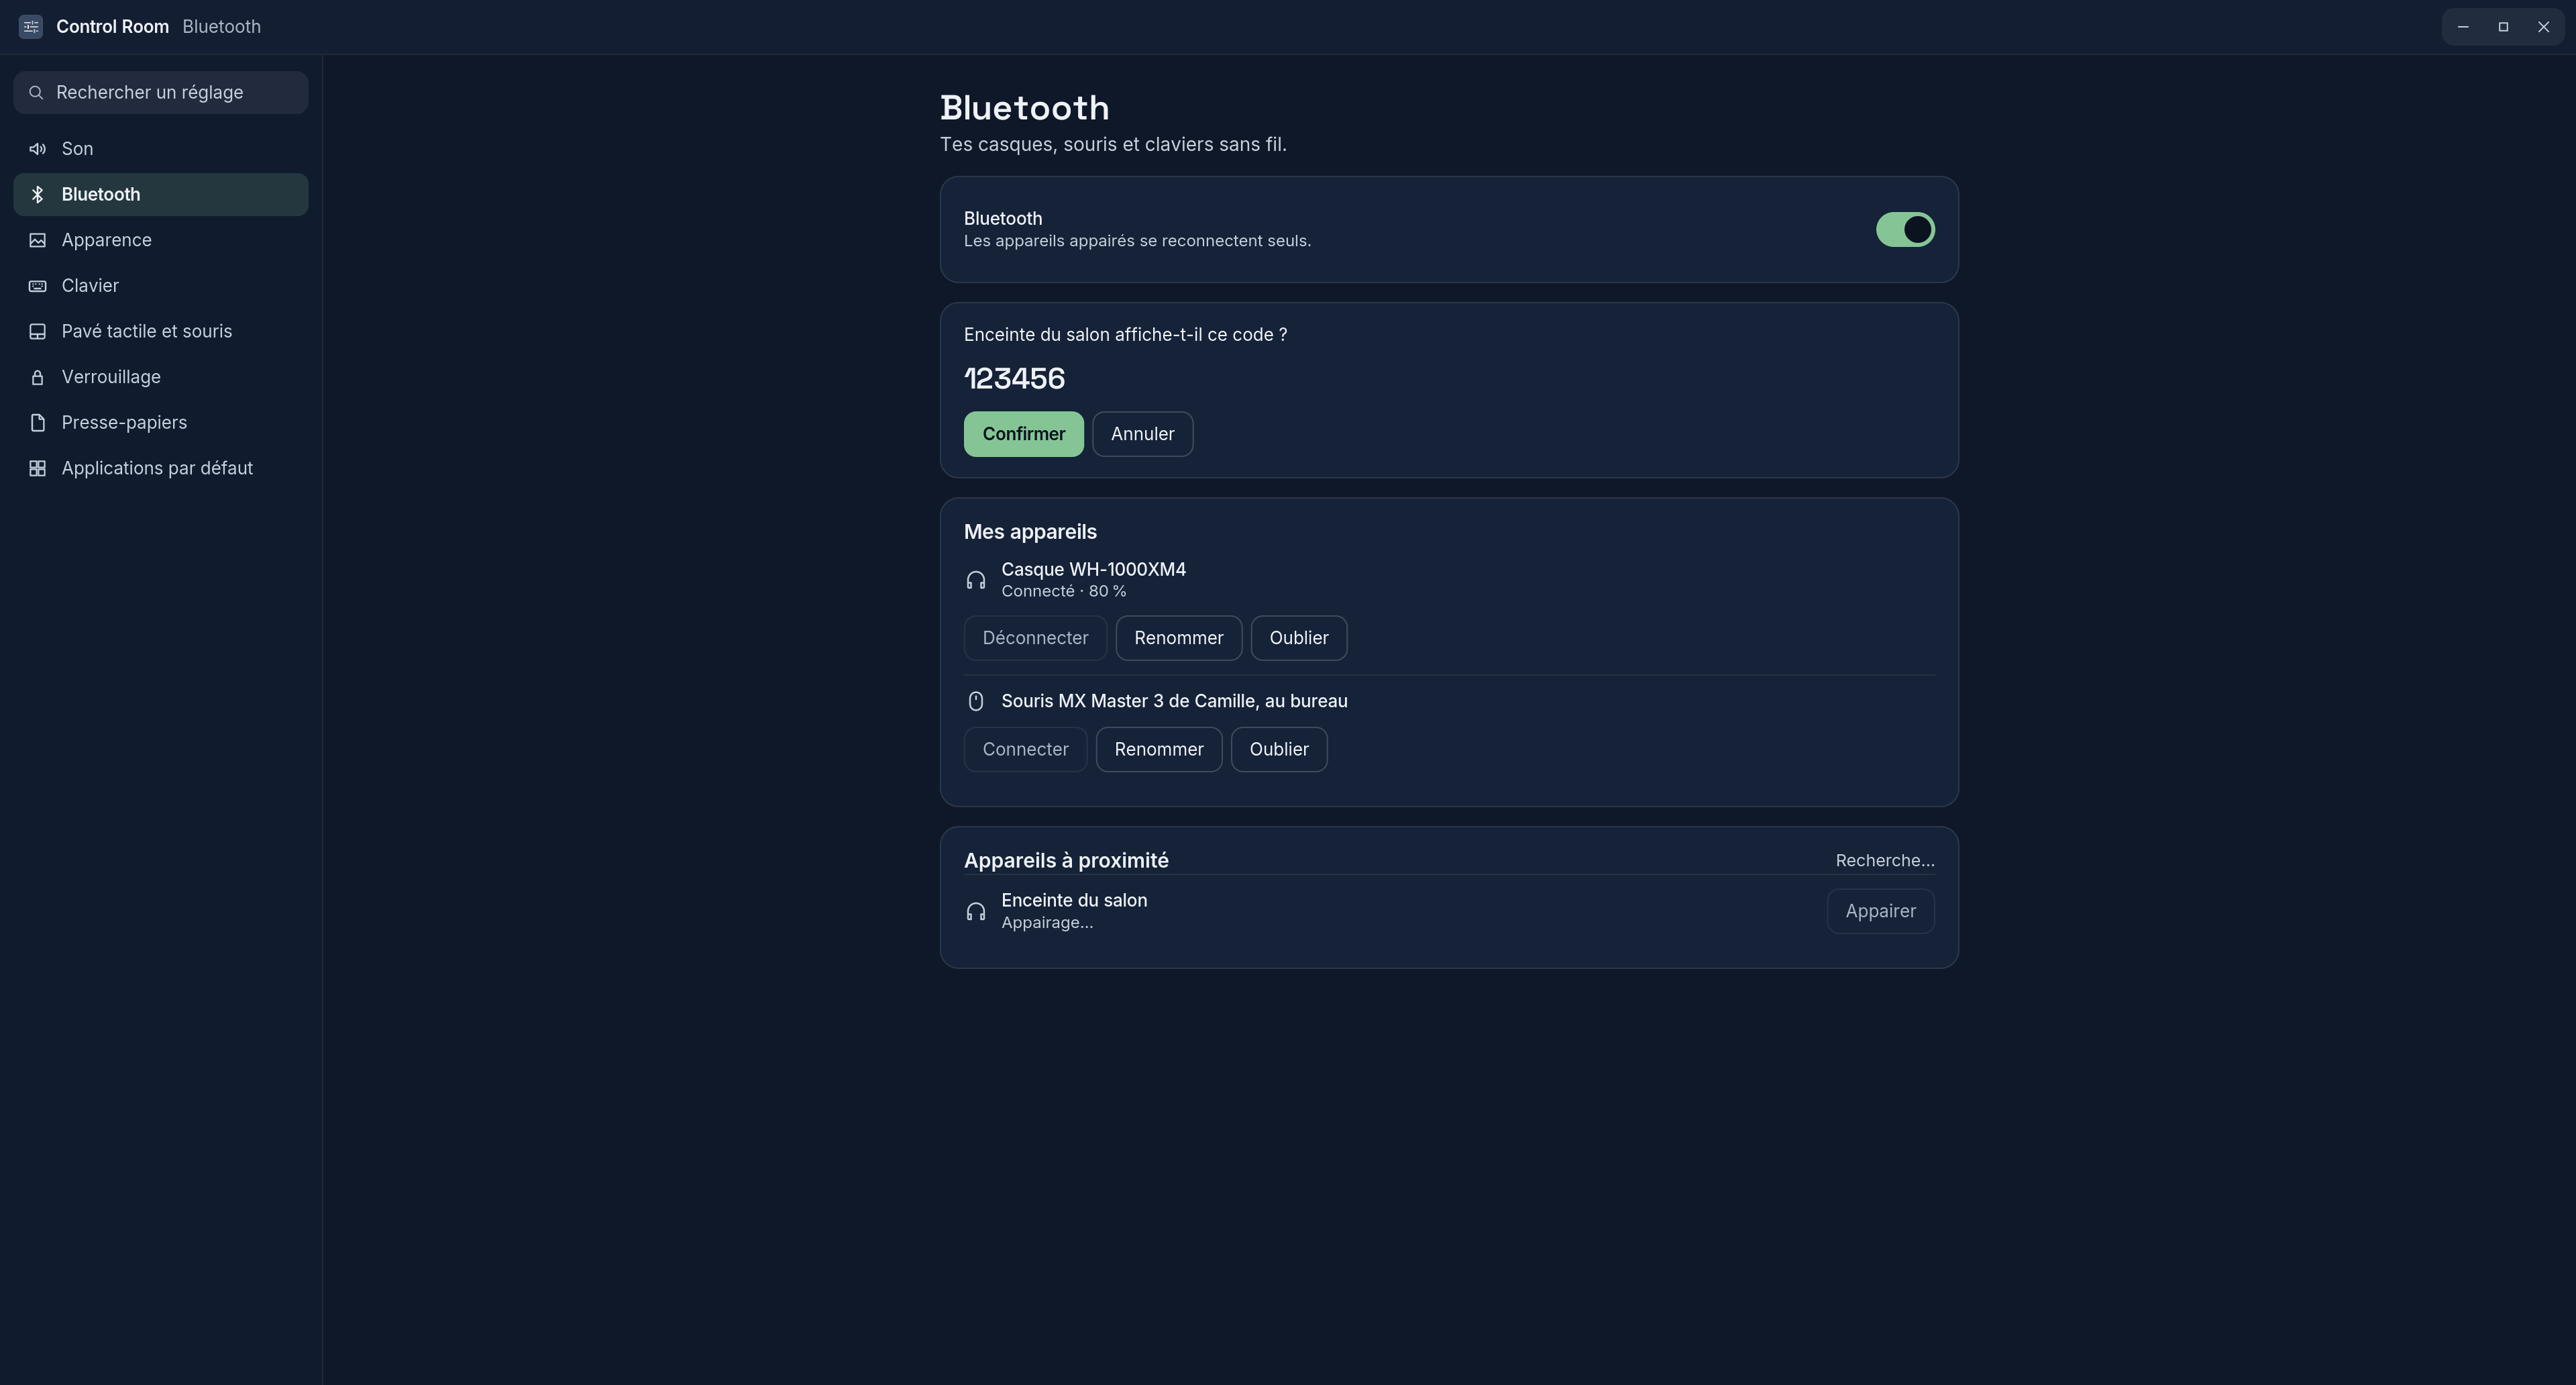 Control Room Bluetooth
Rechercher un réglage
Son
Bluetooth
Apparence
Clavier
Pavé tactile et souris
Verrouillage
Presse-papiers
Applications par défaut
Bluetooth
Tes casques, souris et claviers sans fil.
Bluetooth
Les appareils appairés se reconnectent seuls.
Enceinte du salon affiche-t-il ce code ?
123456
Confirmer Annuler
Mes appareils
Casque WH-1000XM4
Connecté · 80 %
Déconnecter Renommer Oublier
Souris MX Master 3 de Camille, au bureau
Connecter Renommer Oublier
Appareils à proximité Recherche…
Enceinte du salon
Appairage…
Appairer